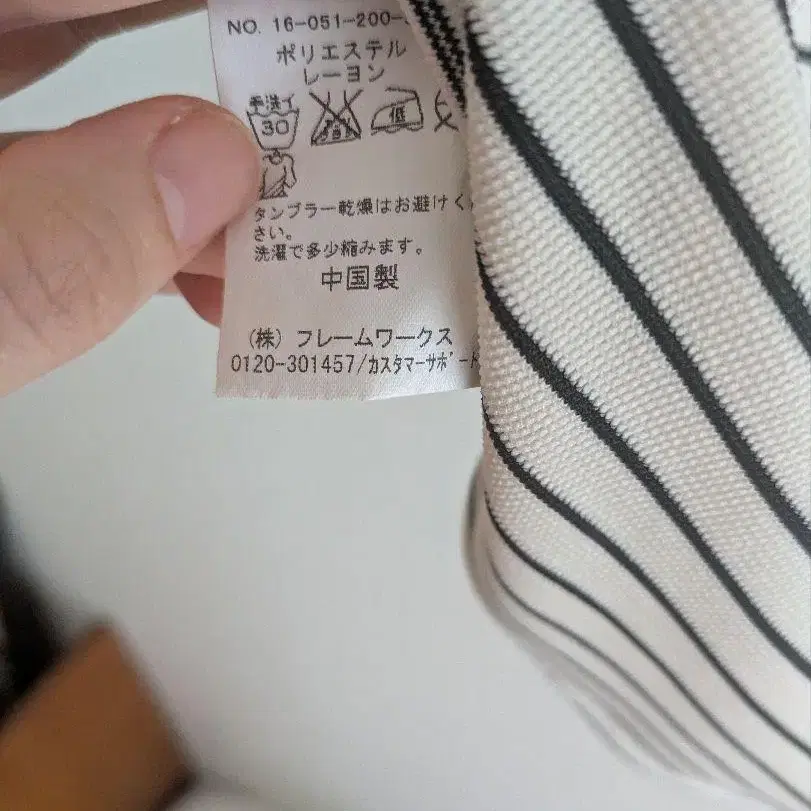 NO. 16-051-200-
ポリエステル
レーヨン
手洗イ
30
低
タンブラー乾燥はお避けく
さい。
洗濯で多少縮みます。
中国製
(株) フレームワークス
0120-301457/カスタマーサポート